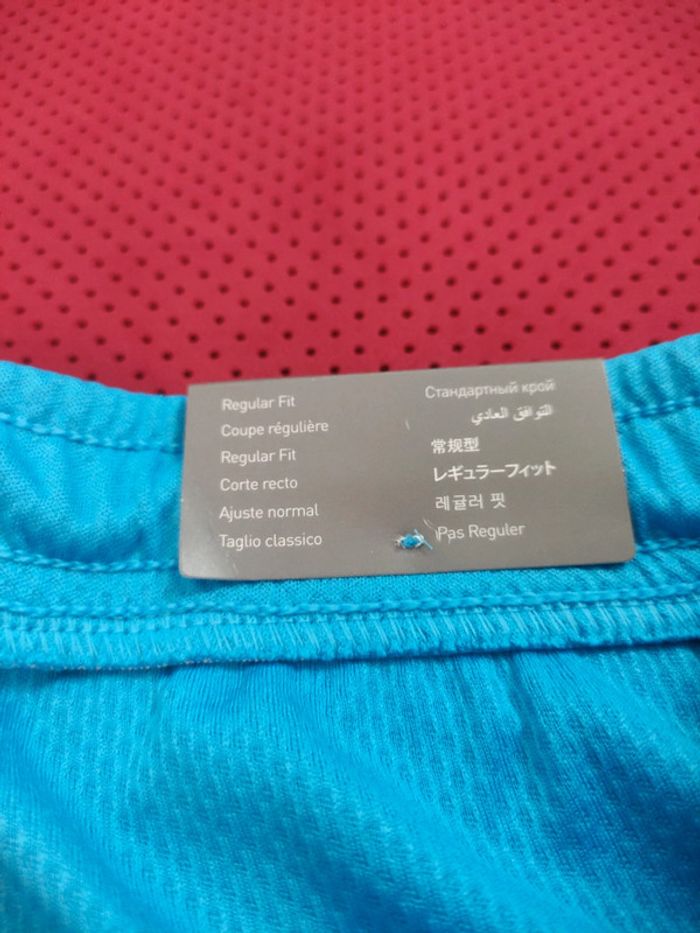 Regular Fit
Coupe régulière
Regular Fit
Corte recto
Ajuste normal
Taglio classico
Стандартный крой
التوافق العادي
常规型
レギュラーフィット
레귤러 핏
Pas Reguler